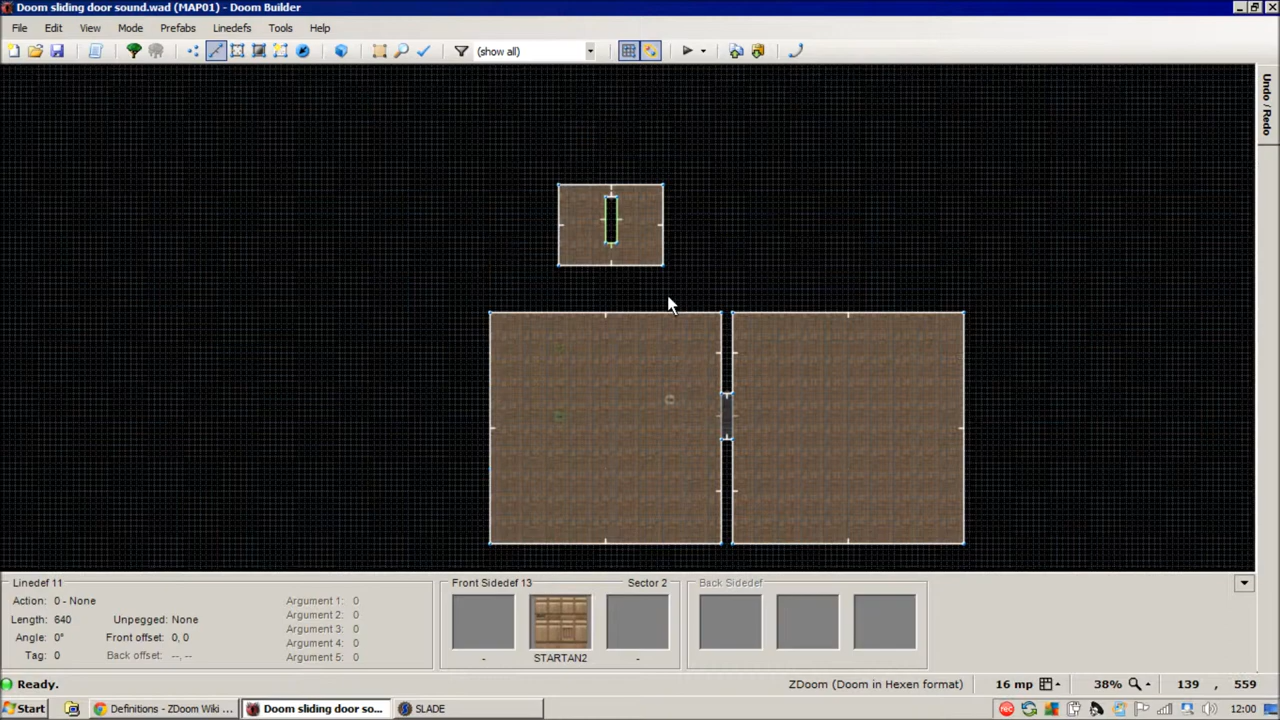 Doom sliding door sound.wad (MAP01) - Doom Builder
File Edit View Mode Prefabs Linedefs Tools Help
(show all)
Undo / Redo
Linedef 11
Action: 0 - None
Length: 640
Angle: 0°
Tag: 0
Unpegged: None
Front offset: 0, 0
Back offset: --, --
Argument 1: 0
Argument 2: 0
Argument 3: 0
Argument 4: 0
Argument 5: 0
Front Sidedef 13
Sector 2
- STARTAN2 -
Back Sidedef
Ready.
ZDoom (Doom in Hexen format) 16 mp 38% 139 , 559
Start Definitions - ZDoom Wiki ... Doom sliding door so... SLADE 12:00